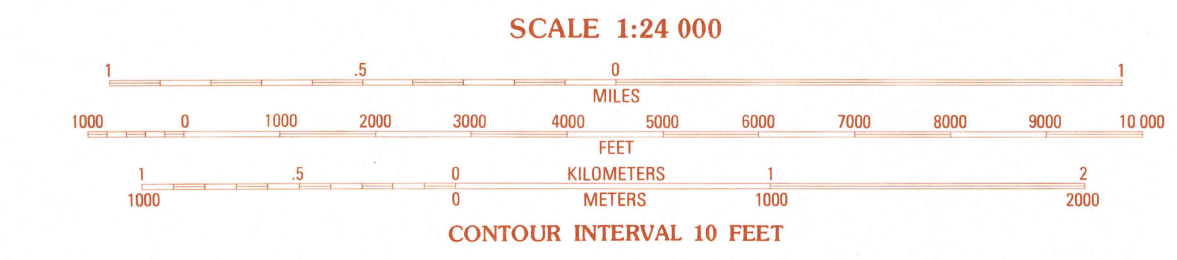 SCALE 1:24 000
1 .5 0 1
MILES
1000 0 1000 2000 3000 4000 5000 6000 7000 8000 9000 10 000
FEET
1 .5 0 KILOMETERS 1 2
1000 0 METERS 1000 2000
CONTOUR INTERVAL 10 FEET